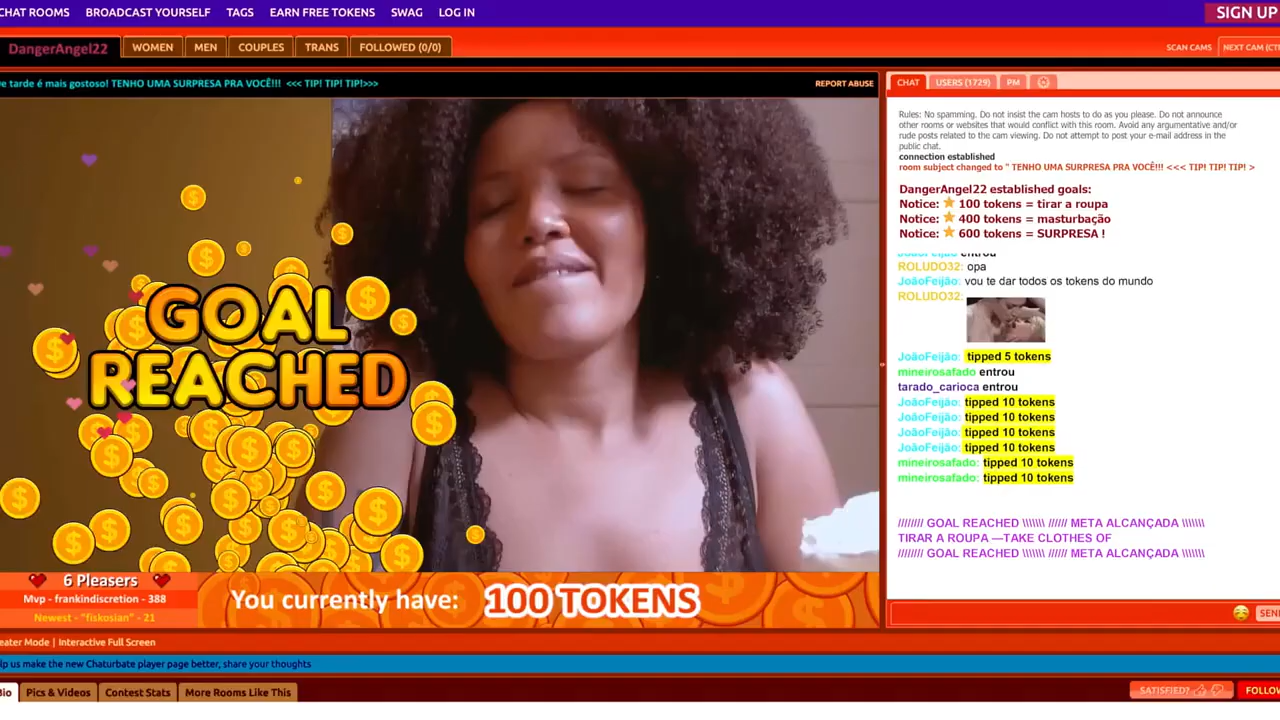 CHAT ROOMS BROADCAST YOURSELF TAGS EARN FREE TOKENS SWAG LOG IN SIGN UP
DangerAngel22 WOMEN MEN COUPLES TRANS FOLLOWED (0/0) SCAN CAMS NEXT CAM
tarde é mais gostoso! TENHO UMA SURPRESA PRA VOCÊ!!! <<< TIP! TIP! TIP!>>> REPORT ABUSE
GOAL
REACHED
6 Pleasers
Mvp - frankindiscretion - 388
Newest - "fiskosian" - 21
You currently have: 100 TOKENS
CHAT USERS (1729) PM
Rules: No spamming. Do not insist the cam hosts to do as you please. Do not announce
other rooms or websites that would conflict with this room. Avoid any argumentative and/or
rude posts related to the cam viewing. Do not attempt to post your e-mail address in the
public chat.
connection established
room subject changed to " TENHO UMA SURPRESA PRA VOCÊ!!! <<< TIP! TIP! TIP! >
DangerAngel22 established goals:
Notice: 100 tokens = tirar a roupa
Notice: 400 tokens = masturbação
Notice: 600 tokens = SURPRESA !
JoãoFeijão entrou
ROLUDO32: opa
JoãoFeijão: vou te dar todos os tokens do mundo
ROLUDO32:
JoãoFeijão: tipped 5 tokens
mineirosafado entrou
tarado_carioca entrou
JoãoFeijão: tipped 10 tokens
JoãoFeijão: tipped 10 tokens
JoãoFeijão: tipped 10 tokens
JoãoFeijão: tipped 10 tokens
mineirosafado: tipped 10 tokens
mineirosafado: tipped 10 tokens
//////// GOAL REACHED \\\\\\\ ////// META ALCANÇADA \\\\\\\
TIRAR A ROUPA —TAKE CLOTHES OF
//////// GOAL REACHED \\\\\\\ ////// META ALCANÇADA \\\\\\\
Mode | Interactive Full Screen
us make the new Chaturbate player page better, share your thoughts
Pics & Videos Contest Stats More Rooms Like This SATISFIED?